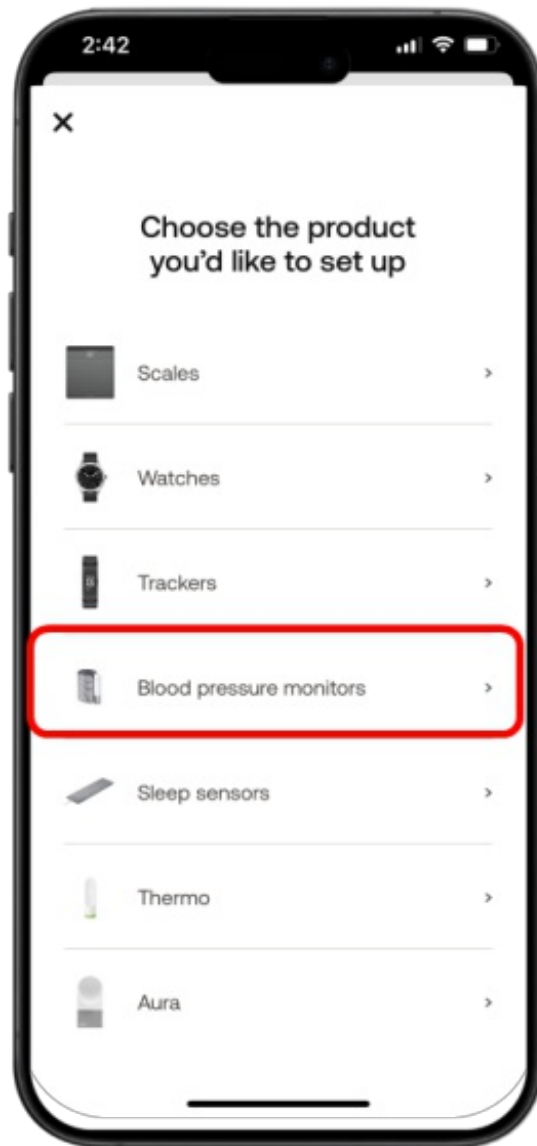 2:42
Choose the product
you'd like to set up
Scales
Watches
Trackers
Blood pressure monitors
Sleep sensors
Thermo
Aura